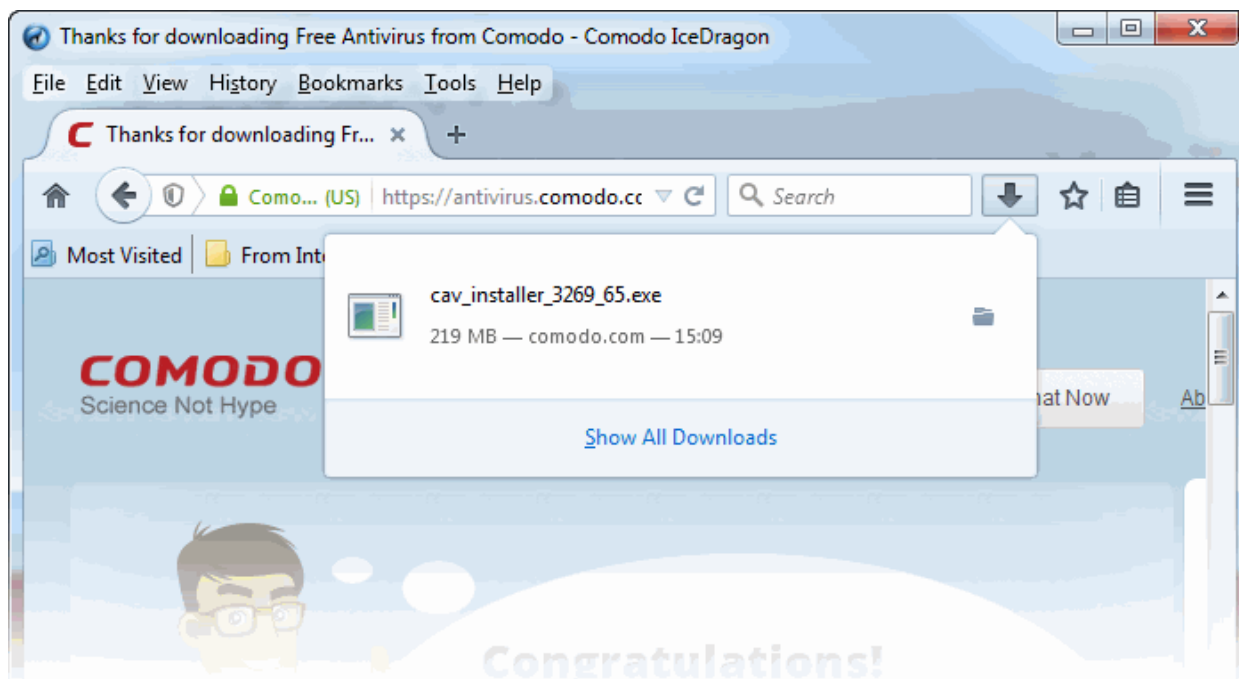 Thanks for downloading Free Antivirus from Comodo - Comodo IceDragon
File Edit View History Bookmarks Tools Help
Thanks for downloading Fr...
Como... (US) https://antivirus.comodo.cc Search
Most Visited From Int
cav_installer_3269_65.exe
219 MB — comodo.com — 15:09
COMODO
Science Not Hype
hat Now Ab
Show All Downloads
Congratulations!